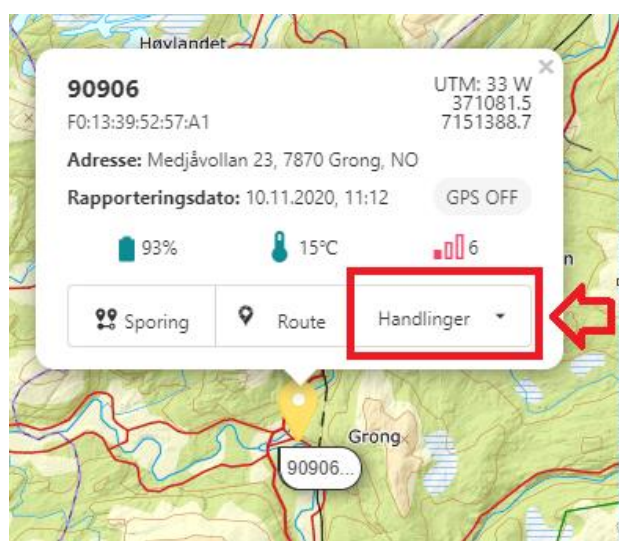 Høylandet
90906
UTM: 33 W
371081.5
7151388.7
F0:13:39:52:57:A1
Adresse: Medjåvollan 23, 7870 Grong, NO
Rapporteringsdato: 10.11.2020, 11:12
GPS OFF
93%
15°C
6
Sporing
Route
Handlinger
Grong
90906...